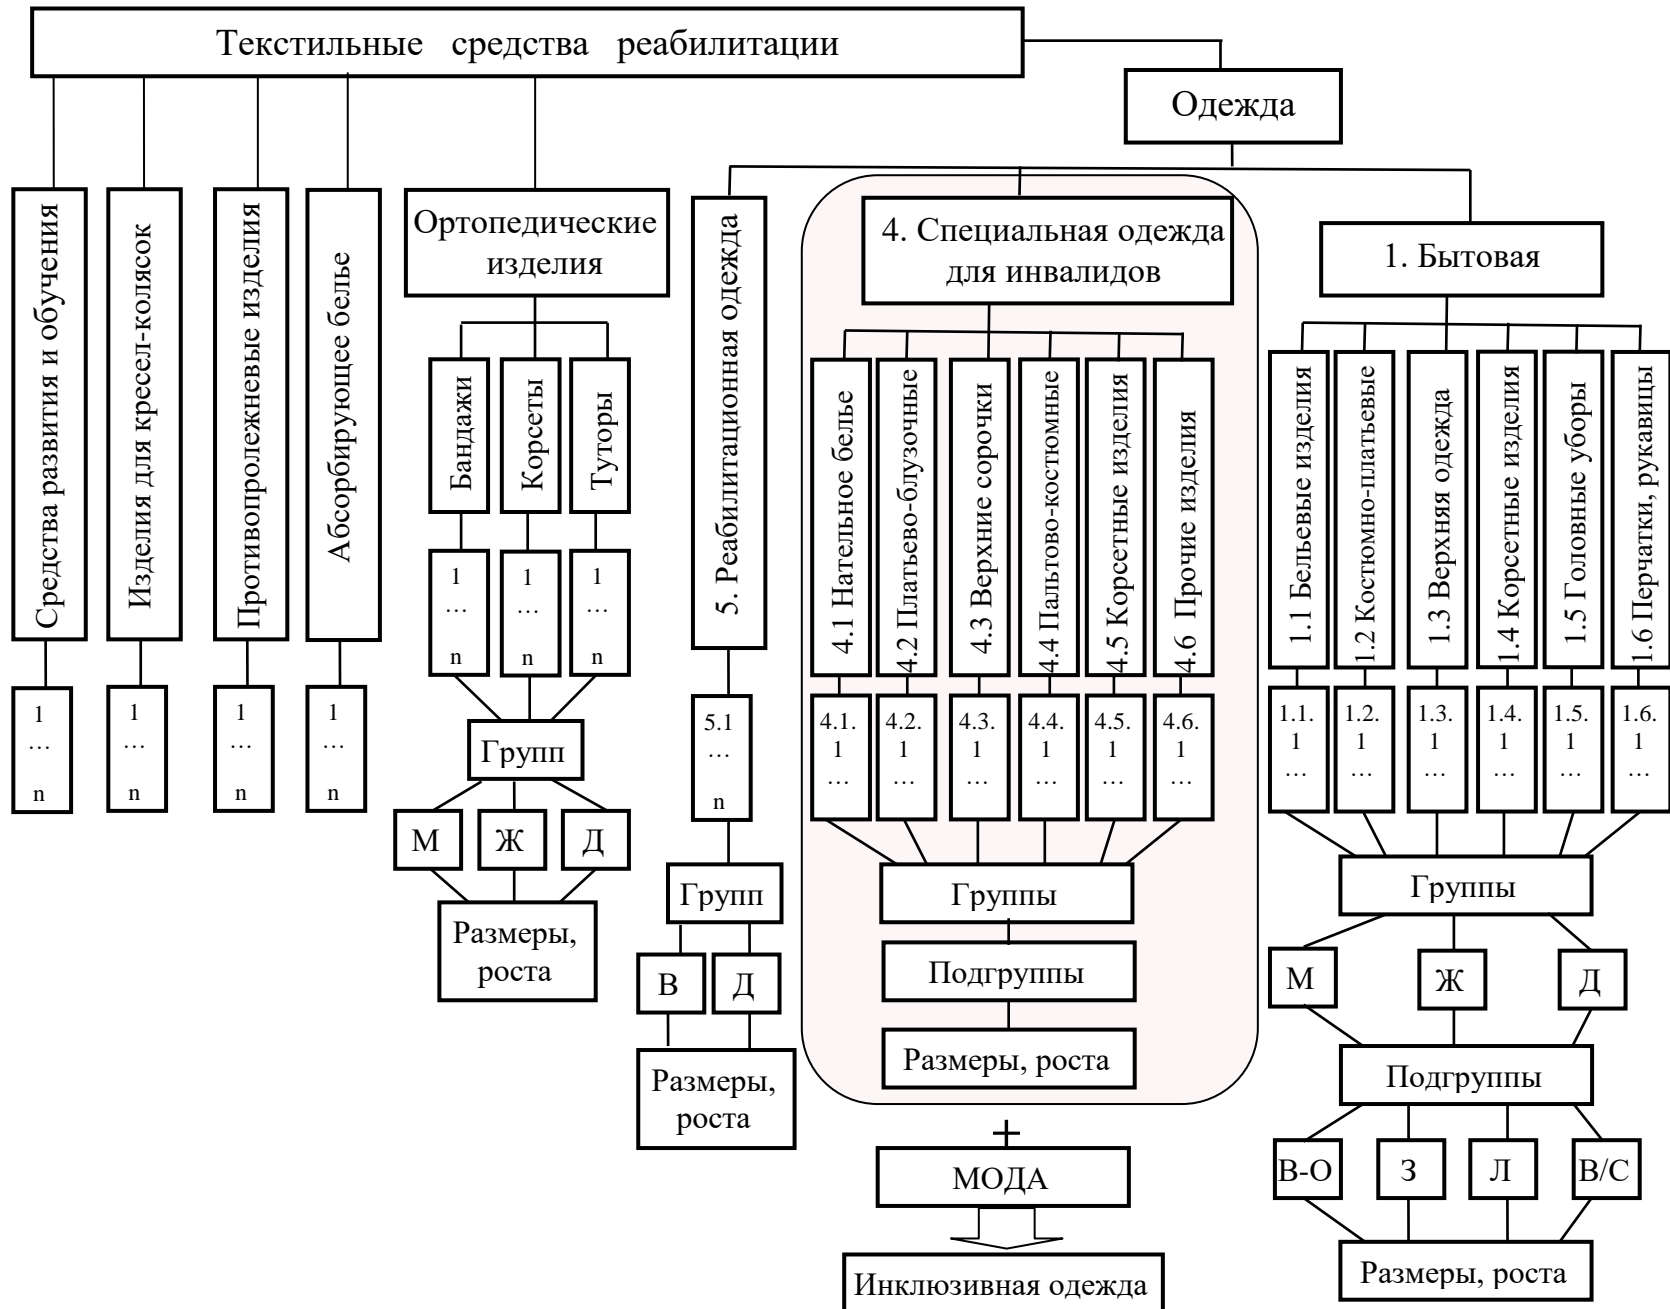 Текстильные средства реабилитации
Одежда
Средства развития и обучения
Изделия для кресел-колясок
Противопролежневые изделия
Абсорбирующее белье
Ортопедические
изделия
5. Реабилитационная одежда
4. Специальная одежда
для инвалидов
1. Бытовая
Бандажи
Корсеты
Туторы
4.1 Нательное белье
4.2 Платьево-блузочные
4.3 Верхние сорочки
4.4 Пальтово-костюмные
4.5 Корсетные изделия
4.6 Прочие изделия
1.1 Бельевые изделия
1.2 Костюмно-платьевые
1.3 Верхняя одежда
1.4 Корсетные изделия
1.5 Головные уборы
1.6 Перчатки, рукавицы
1
…
n
1
…
n
1
…
n
1
…
n
1
…
n
1
…
n
1
…
n
5.1
…
n
4.1.
1
…
4.2.
1
…
4.3.
1
…
4.4.
1
…
4.5.
1
…
4.6.
1
…
1.1.
1
…
1.2.
1
…
1.3.
1
…
1.4.
1
…
1.5.
1
…
1.6.
1
…
Групп
М
Ж
Д
Размеры,
роста
Групп
В
Д
Размеры,
роста
Группы
Подгруппы
Размеры, роста
+
МОДА
Инклюзивная одежда
Группы
М
Ж
Д
Подгруппы
В-О
З
Л
В/С
Размеры, роста